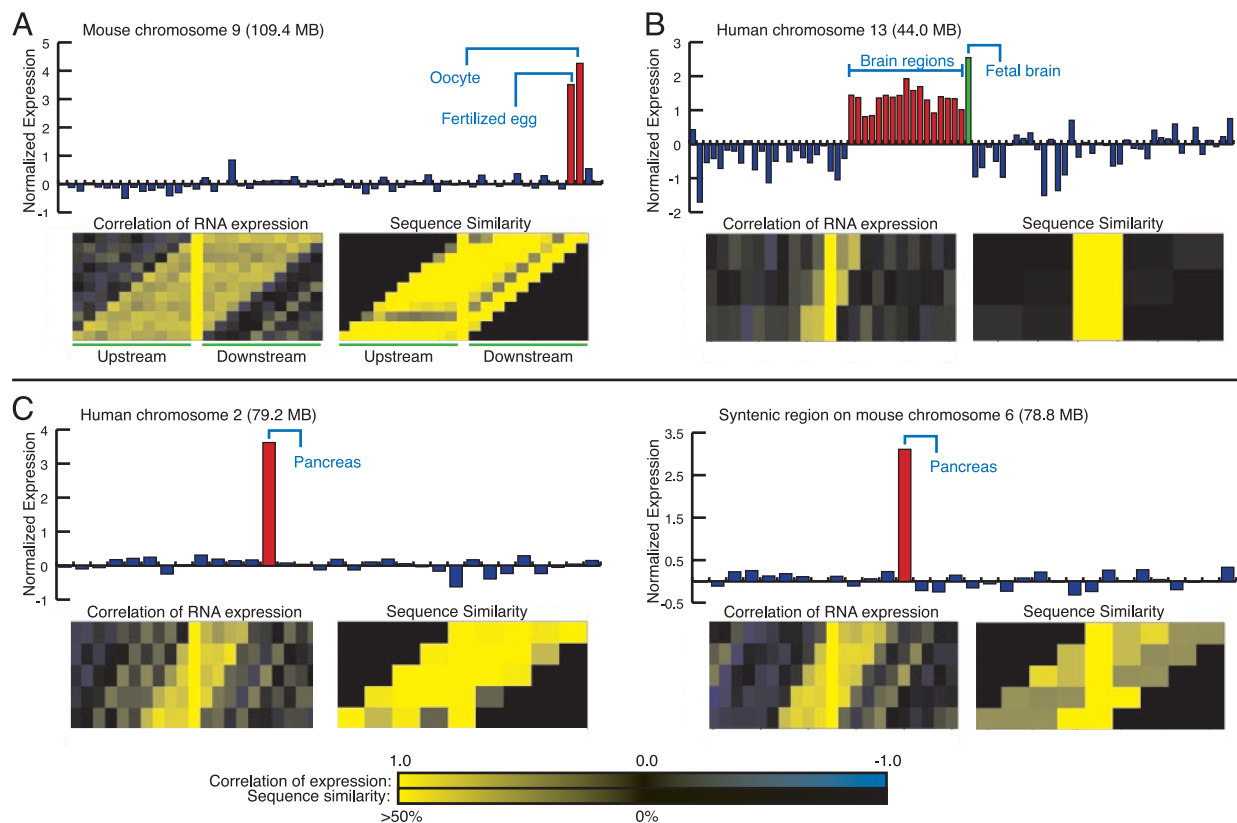 A
Mouse chromosome 9 (109.4 MB)
Normalized Expression
5
4
3
2
1
0
-1
Oocyte
Fertilized egg
Correlation of RNA expression
Sequence Similarity
Upstream
Downstream
Upstream
Downstream
B
Human chromosome 13 (44.0 MB)
Normalized Expression
3
2
1
0
-1
-2
Brain regions
Fetal brain
Correlation of RNA expression
Sequence Similarity
C
Human chromosome 2 (79.2 MB)
Normalized Expression
4
3
2
1
0
-1
Pancreas
Correlation of RNA expression
Sequence Similarity
Syntenic region on mouse chromosome 6 (78.8 MB)
Normalized Expression
3.5
2.5
1.5
0.5
-0.5
Pancreas
Correlation of RNA expression
Sequence Similarity
1.0 0.0 -1.0
Correlation of expression:
Sequence similarity:
>50% 0%